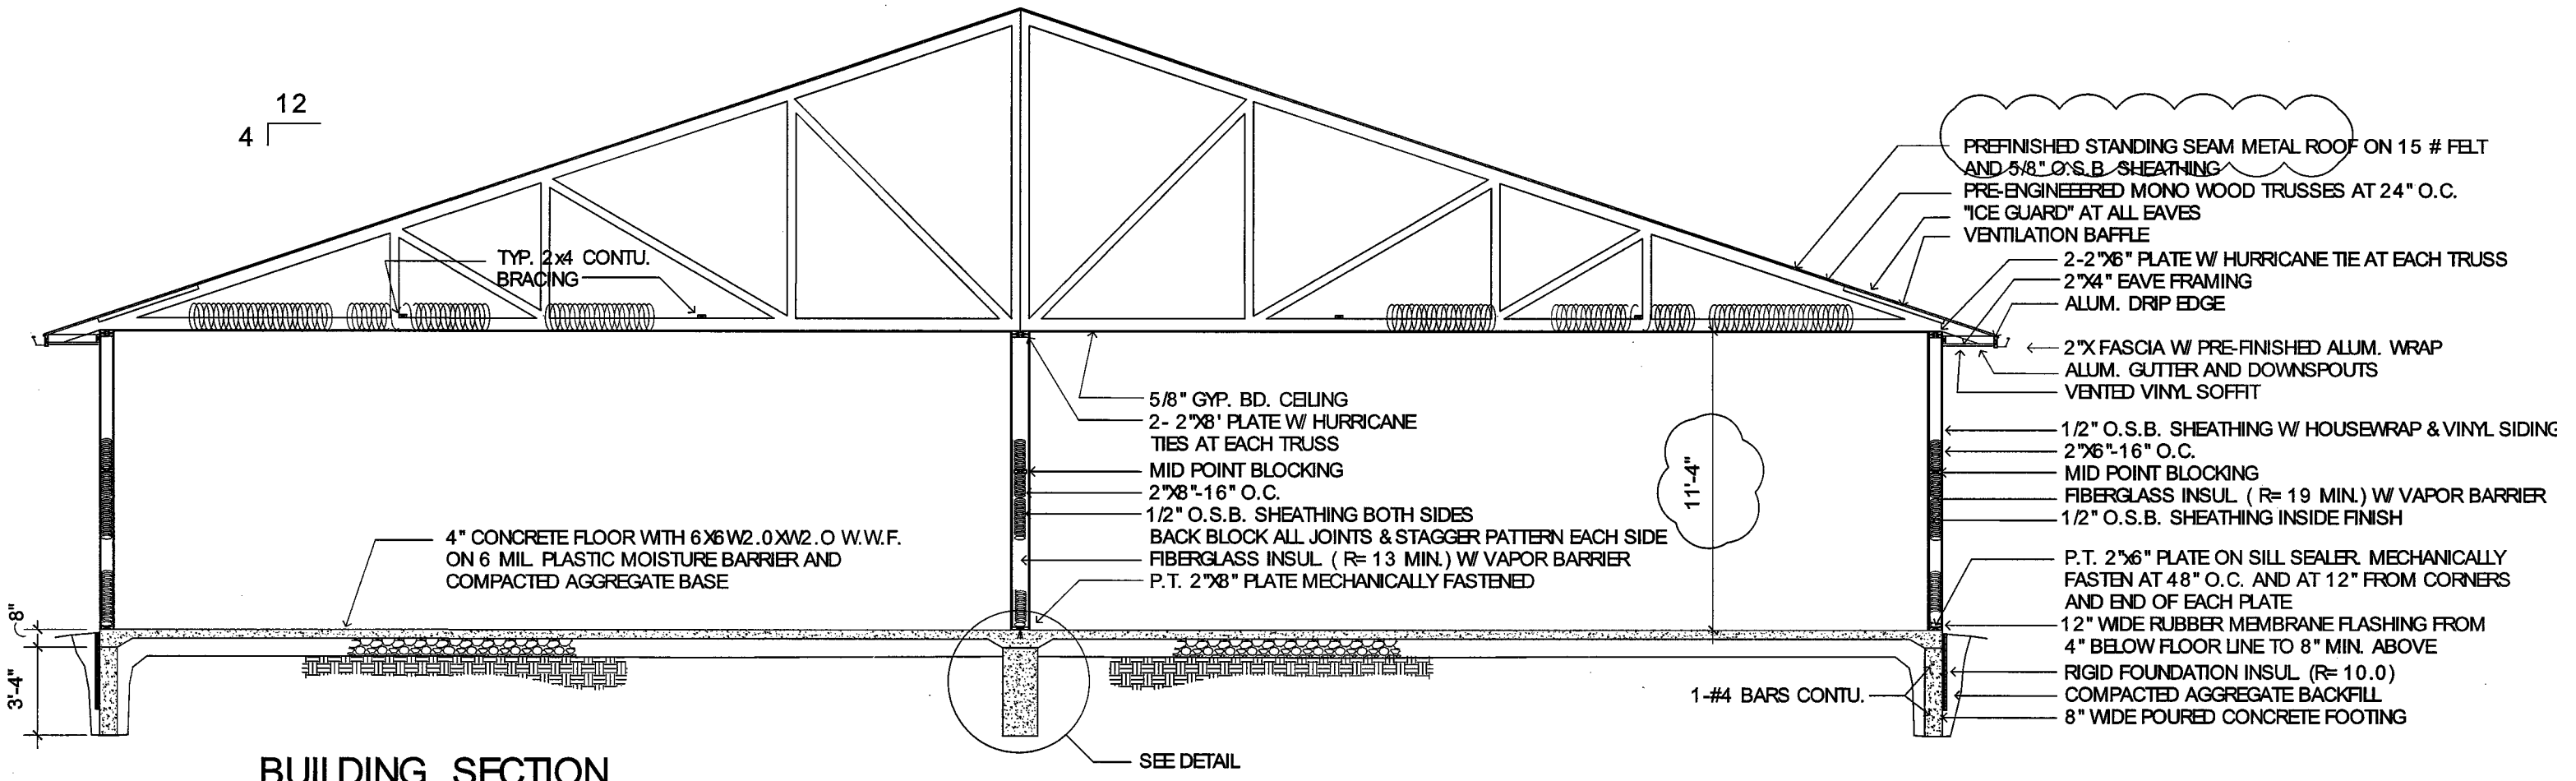 12
4
TYP. 2x4 CONTU.
BRACING
PREFINISHED STANDING SEAM METAL ROOF ON 15 # FELT
AND 5/8" O.S.B. SHEATHING
PRE-ENGINEEERED MONO WOOD TRUSSES AT 24" O.C.
"ICE GUARD" AT ALL EAVES
VENTILATION BAFFLE
2-2"X6" PLATE W/ HURRICANE TIE AT EACH TRUSS
2"X4" EAVE FRAMING
ALUM. DRIP EDGE
2"X FASCIA W/ PRE-FINISHED ALUM. WRAP
ALUM. GUTTER AND DOWNSPOUTS
VENTED VINYL SOFFIT
5/8" GYP. BD. CEILING
2- 2"X8' PLATE W/ HURRICANE
TIES AT EACH TRUSS
MID POINT BLOCKING
2"X8"-16" O.C.
1/2" O.S.B. SHEATHING BOTH SIDES
BACK BLOCK ALL JOINTS & STAGGER PATTERN EACH SIDE
FIBERGLASS INSUL ( R= 13 MIN.) W/ VAPOR BARRIER
P.T. 2"X8" PLATE MECHANICALLY FASTENED
11'-4"
1/2" O.S.B. SHEATHING W/ HOUSEWRAP & VINYL SIDING
2"X6"-16" O.C.
MID POINT BLOCKING
FIBERGLASS INSUL ( R= 19 MIN.) W/ VAPOR BARRIER
1/2" O.S.B. SHEATHING INSIDE FINISH
P.T. 2"x6" PLATE ON SILL SEALER. MECHANICALLY
FASTEN AT 48" O.C. AND AT 12" FROM CORNERS
AND END OF EACH PLATE
12" WIDE RUBBER MEMBRANE FLASHING FROM
4" BELOW FLOOR LINE TO 8" MIN. ABOVE
RIGID FOUNDATION INSUL (R= 10.0)
COMPACTED AGGREGATE BACKFILL
8" WIDE POURED CONCRETE FOOTING
4" CONCRETE FLOOR WITH 6X6W2.0XW2.0 W.W.F.
ON 6 MIL PLASTIC MOISTURE BARRIER AND
COMPACTED AGGREGATE BASE
8"
3'-4"
1-#4 BARS CONTU.
SEE DETAIL
BUILDING SECTION